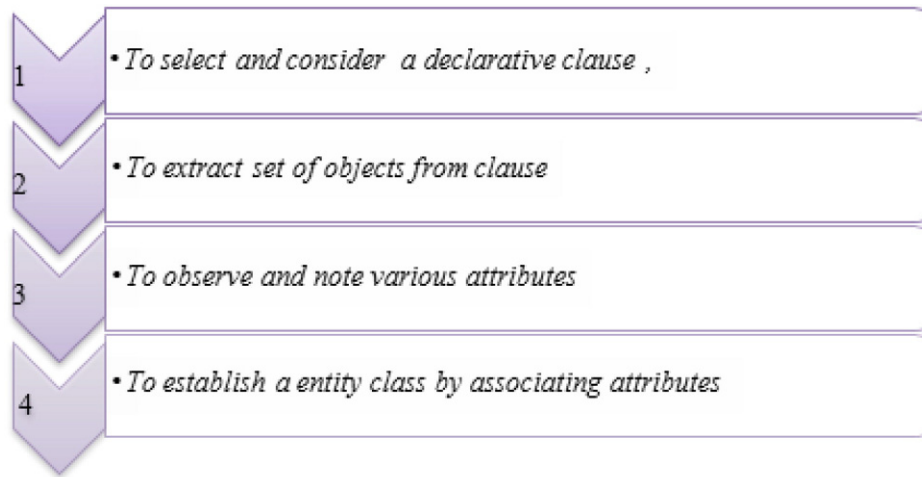 1
• To select and consider a declarative clause ,
2
• To extract set of objects from clause
3
• To observe and note various attributes
4
• To establish a entity class by associating attributes